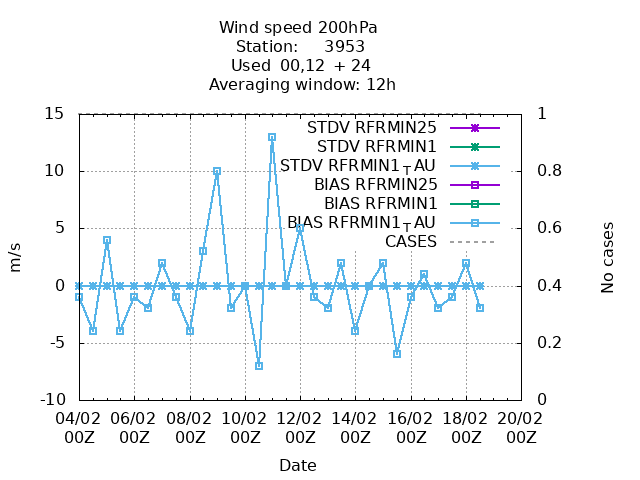 Wind speed 200hPa
Station: 3953
Used 00,12 + 24
Averaging window: 12h
15 1
STDV RFRMIN25
STDV RFRMIN1
STDV RFRMIN1TAU
10 0.8
BIAS RFRMIN25
BIAS RFRMIN1
BIAS RFRMIN1TAU
5 0.6
CASES
m/s
No cases
0 0.4
-5 0.2
-10 0
04/02 06/02 08/02 10/02 12/02 14/02 16/02 18/02 20/02
00Z 00Z 00Z 00Z 00Z 00Z 00Z 00Z 00Z
Date